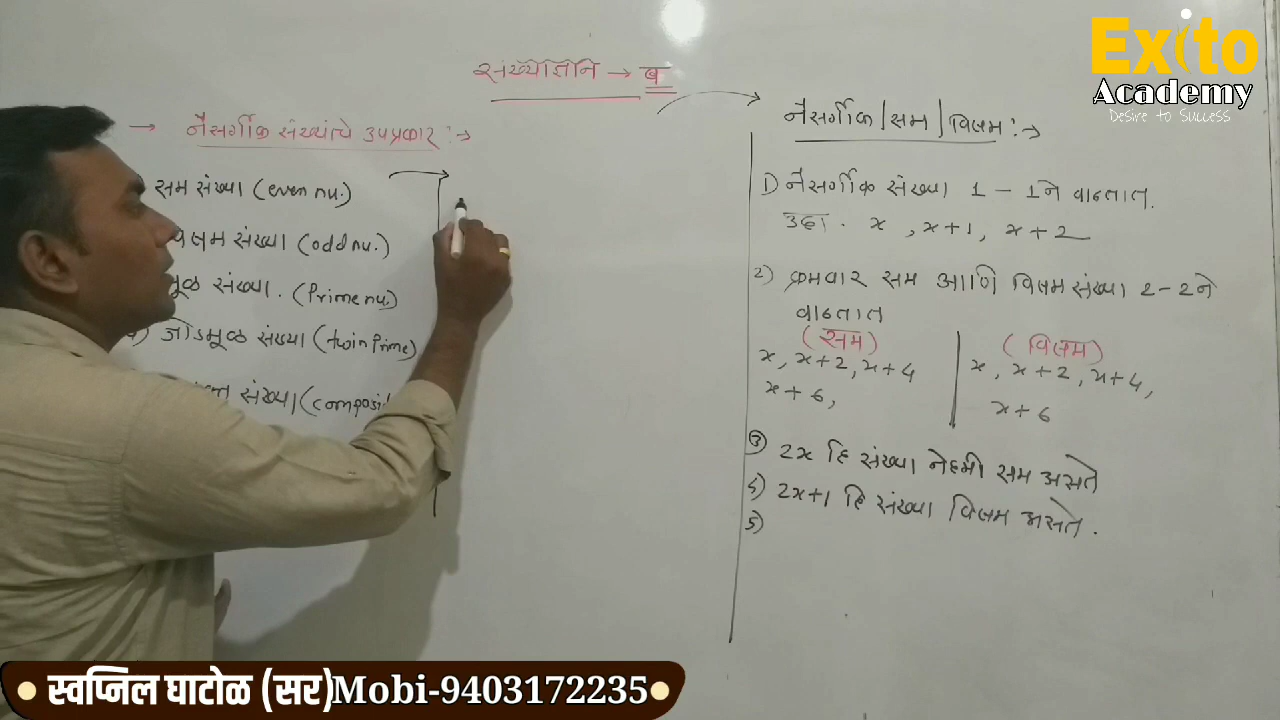 संख्याज्ञान → ब
→ नैसर्गीक संख्यांचे उपप्रकार :→
सम संख्या (even nu.)
संख्या (odd nu.)
संख्या. (Prime nu.)
जोडमूळ संख्या (twin Prime)
संख्या (composi
नैसर्गीक / सम / विषम :→
1) नैसर्गीक संख्या 1 - 1 ने वाढतात.
उदा. x , x+1, x+2
2) क्रमवार सम आणि विषम संख्या 2-2 ने
वाढतात
(सम)
x, x+2, x+4
x+6,
(विषम)
x, x+2, x+4,
x+6
3) 2x हि संख्या नेहमी सम असते
4) 2x+1 हि संख्या विषम असते.
5)
Exito
Academy
Desire to Success
स्वप्निल घाटोळ (सर) Mobi-9403172235